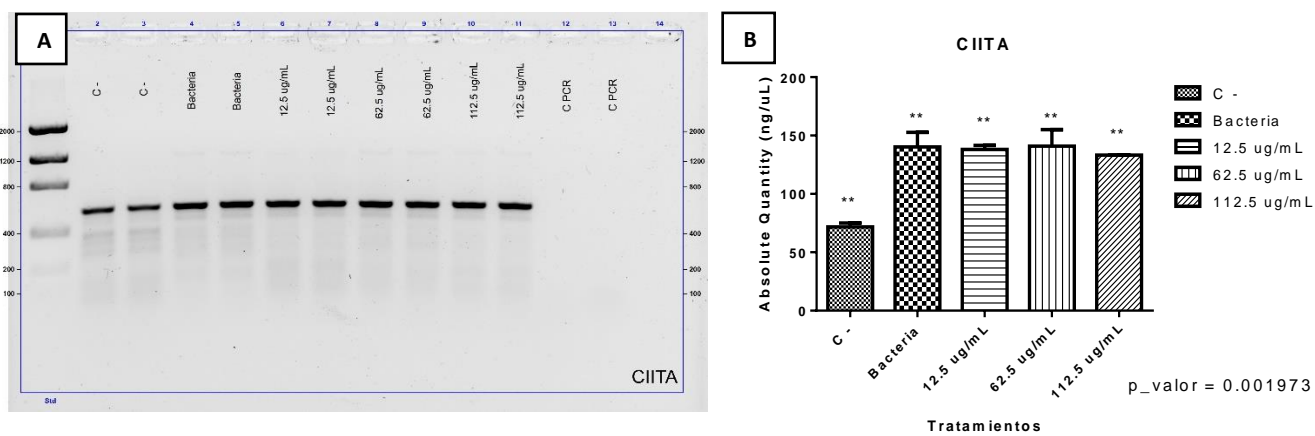 A
2 3 4 5 6 7 8 9 10 11 12 13 14
C - C - Bacteria Bacteria 12.5 ug/mL 12.5 ug/mL 62.5 ug/mL 62.5 ug/mL 112.5 ug/mL 112.5 ug/mL C PCR C PCR
2000 2000
1200 1200
800 800
400 400
200 200
100 100
CIITA
Std
B
CIITA
Absolute Quantity (ng/uL)
200
150
100
50
0
** ** ** ** **
C -
Bacteria
12.5 ug/mL
62.5 ug/mL
112.5 ug/mL
C - Bacteria 12.5 ug/mL 62.5 ug/mL 112.5 ug/mL
p_valor = 0.001973
Tratamientos